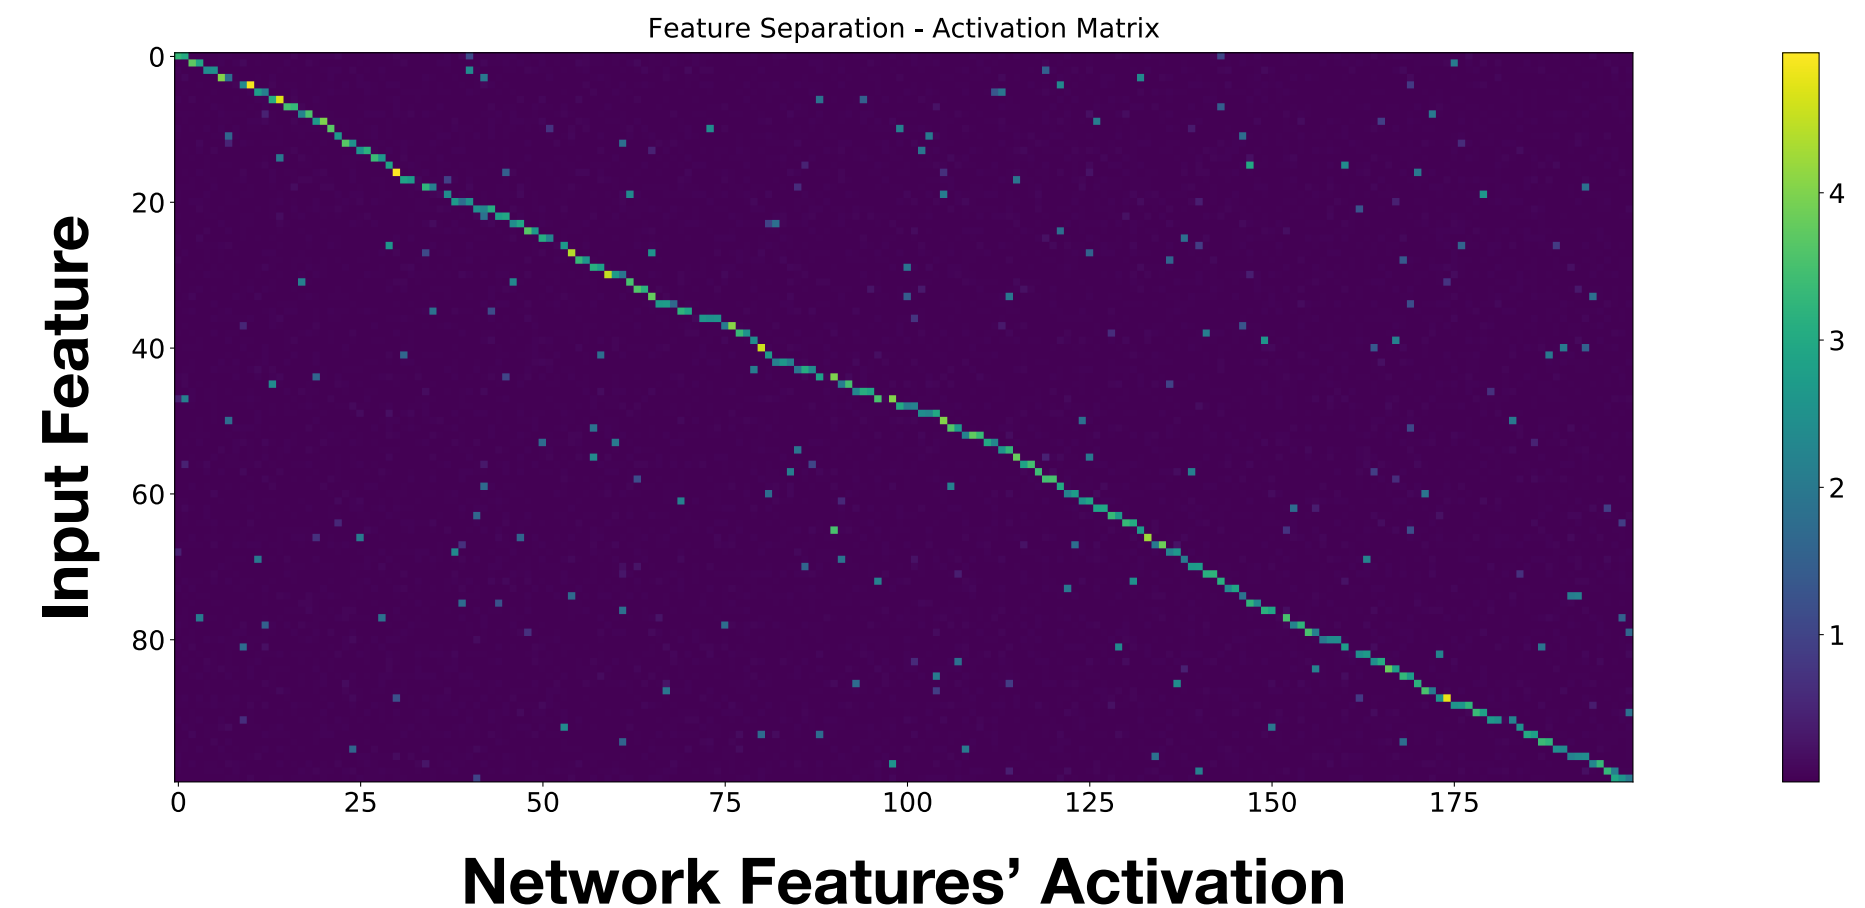 Feature Separation - Activation Matrix
Input Feature
0
20
40
60
80
0 25 50 75 100 125 150 175
4
3
2
1
Network Features’ Activation